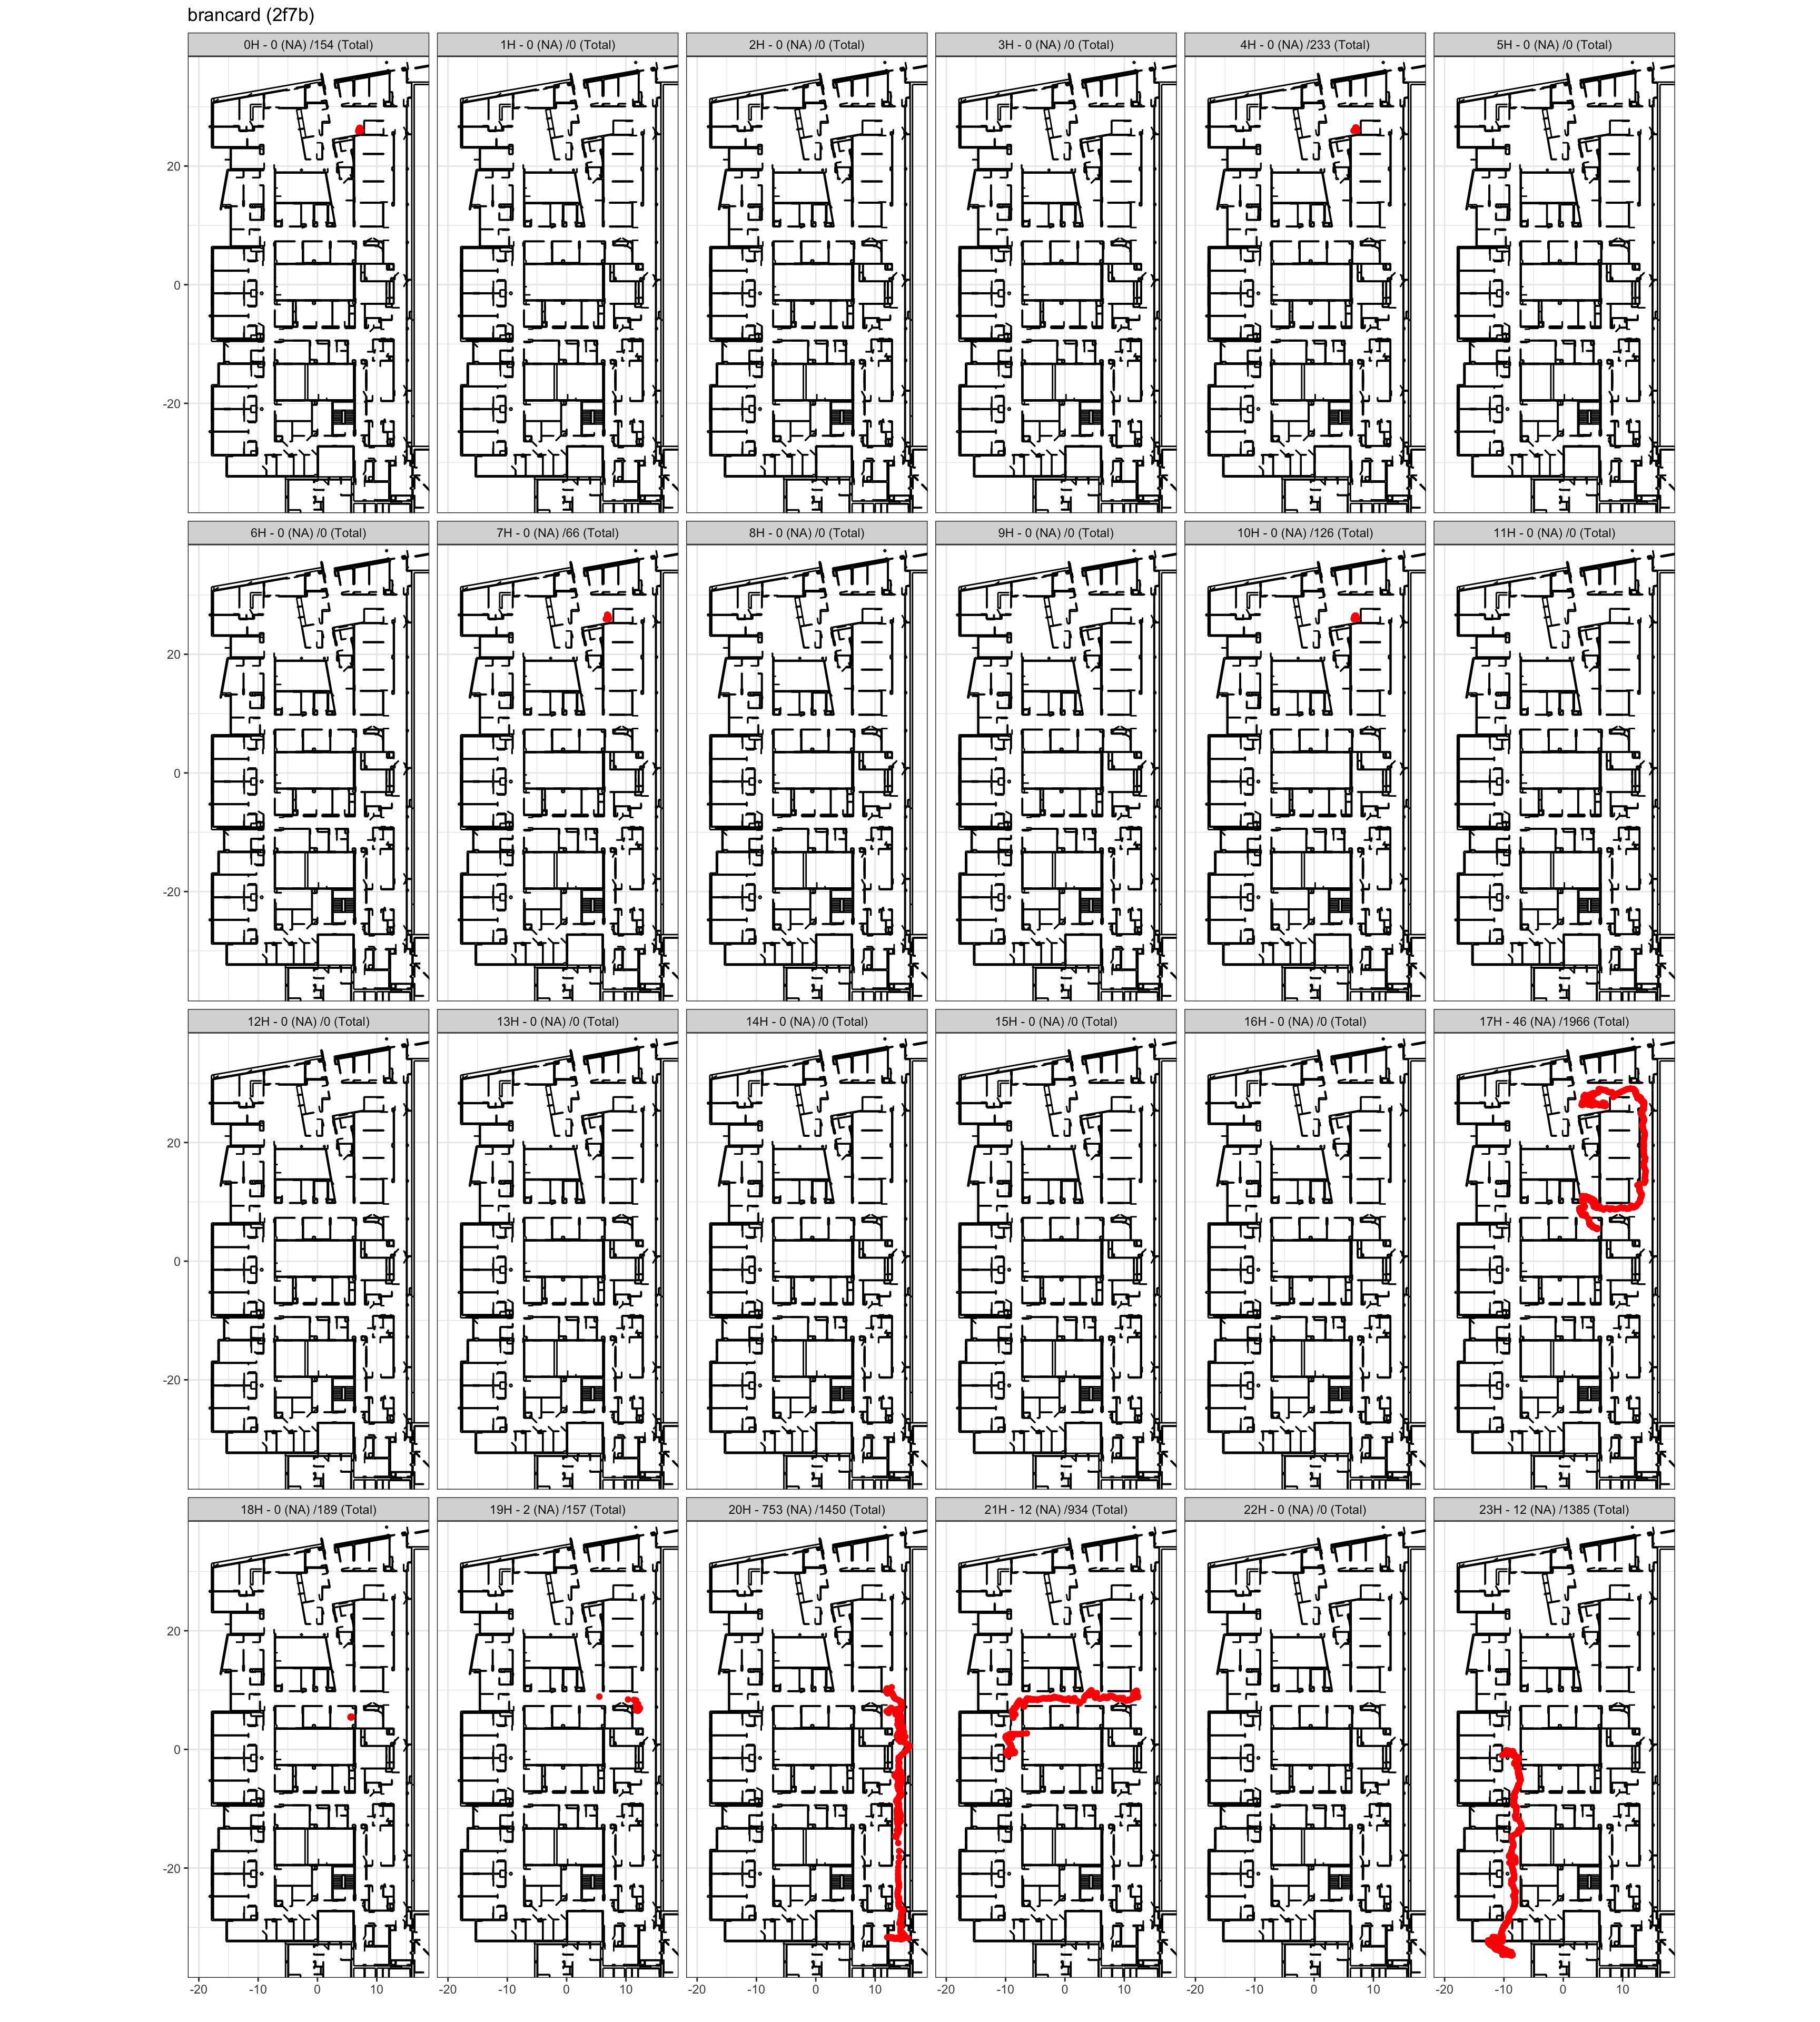 brancard (2f7b)
0H - 0 (NA) /154 (Total) 1H - 0 (NA) /0 (Total) 2H - 0 (NA) /0 (Total) 3H - 0 (NA) /0 (Total) 4H - 0 (NA) /233 (Total) 5H - 0 (NA) /0 (Total)
20
0
-20
6H - 0 (NA) /0 (Total) 7H - 0 (NA) /66 (Total) 8H - 0 (NA) /0 (Total) 9H - 0 (NA) /0 (Total) 10H - 0 (NA) /126 (Total) 11H - 0 (NA) /0 (Total)
20
0
-20
12H - 0 (NA) /0 (Total) 13H - 0 (NA) /0 (Total) 14H - 0 (NA) /0 (Total) 15H - 0 (NA) /0 (Total) 16H - 0 (NA) /0 (Total) 17H - 46 (NA) /1966 (Total)
20
0
-20
18H - 0 (NA) /189 (Total) 19H - 2 (NA) /157 (Total) 20H - 753 (NA) /1450 (Total) 21H - 12 (NA) /934 (Total) 22H - 0 (NA) /0 (Total) 23H - 12 (NA) /1385 (Total)
20
0
-20
-20 -10 0 10 -20 -10 0 10 -20 -10 0 10 -20 -10 0 10 -20 -10 0 10 -20 -10 0 10